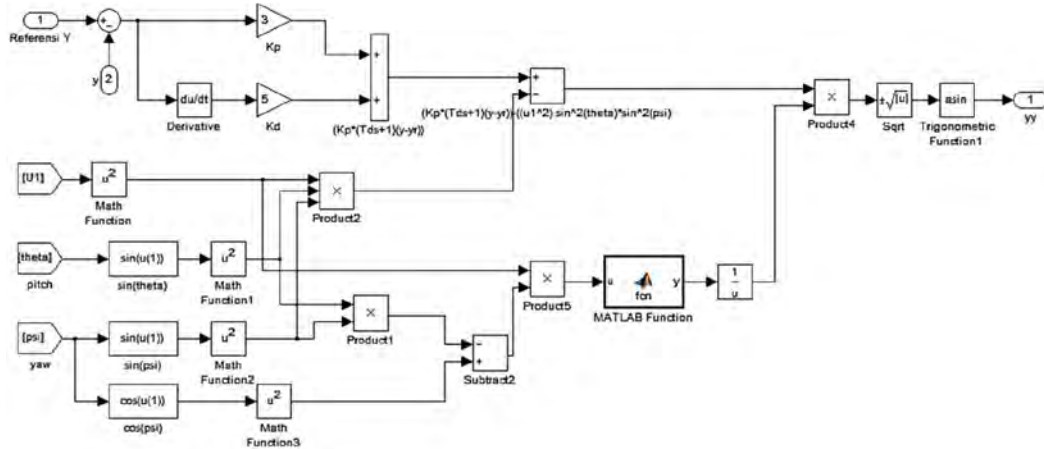 1
Referensi Y
+
−
y 2
3
Kp
du/dt
Derivative
5
Kd
+
+
(Kp*(Tds+1)(y-yr))
+
−
(Kp*(Tds+1)(y-yr)-((u1^2).sin^2(theta)*sin^2(psi)
×
Product4
±√|u|
Sqrt
asin
Trigonometric
Function1
1
yy
[U1]
u²
Math
Function
×
Product2
[theta]
pitch
sin(u(1))
sin(theta)
u²
Math
Function1
×
Product1
×
Product5
u
fcn
y
MATLAB Function
1
u
[psi]
yaw
sin(u(1))
sin(psi)
u²
Math
Function2
−
+
Subtract2
cos(u(1))
cos(psi)
u²
Math
Function3